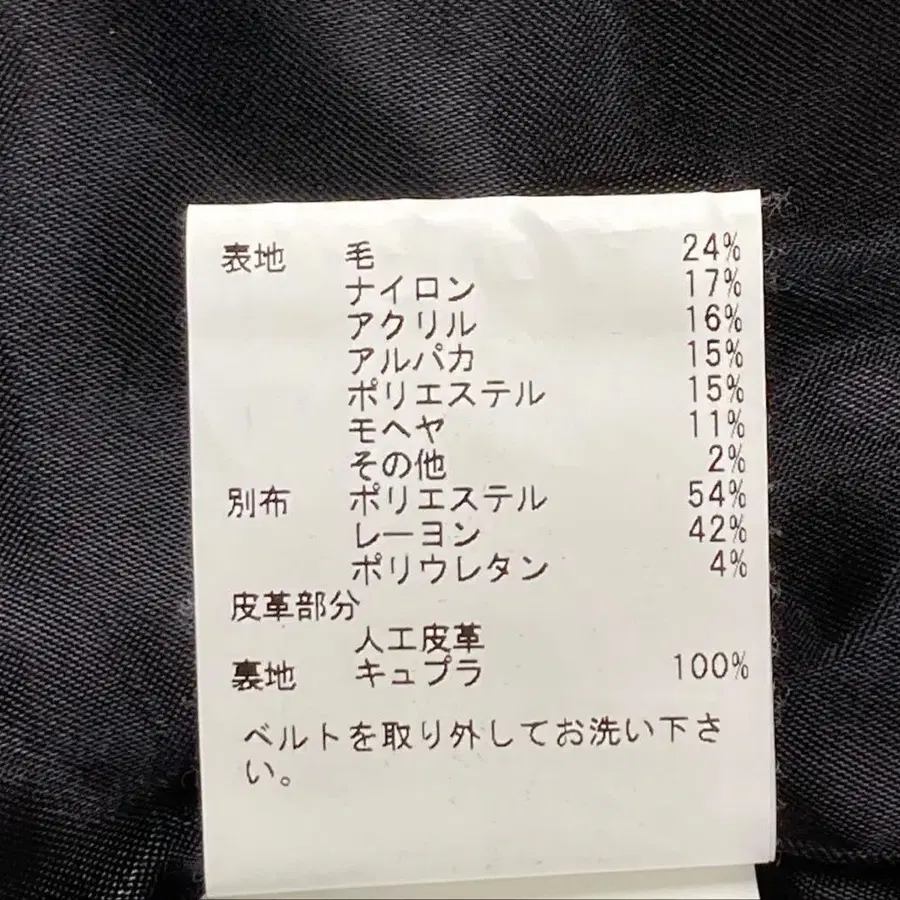 表地 毛 24%
ナイロン 17%
アクリル 16%
アルパカ 15%
ポリエステル 15%
モヘヤ 11%
その他 2%
別布 ポリエステル 54%
レーヨン 42%
ポリウレタン 4%
皮革部分
人工皮革
裏地 キュプラ 100%
ベルトを取り外してお洗い下さ
い。